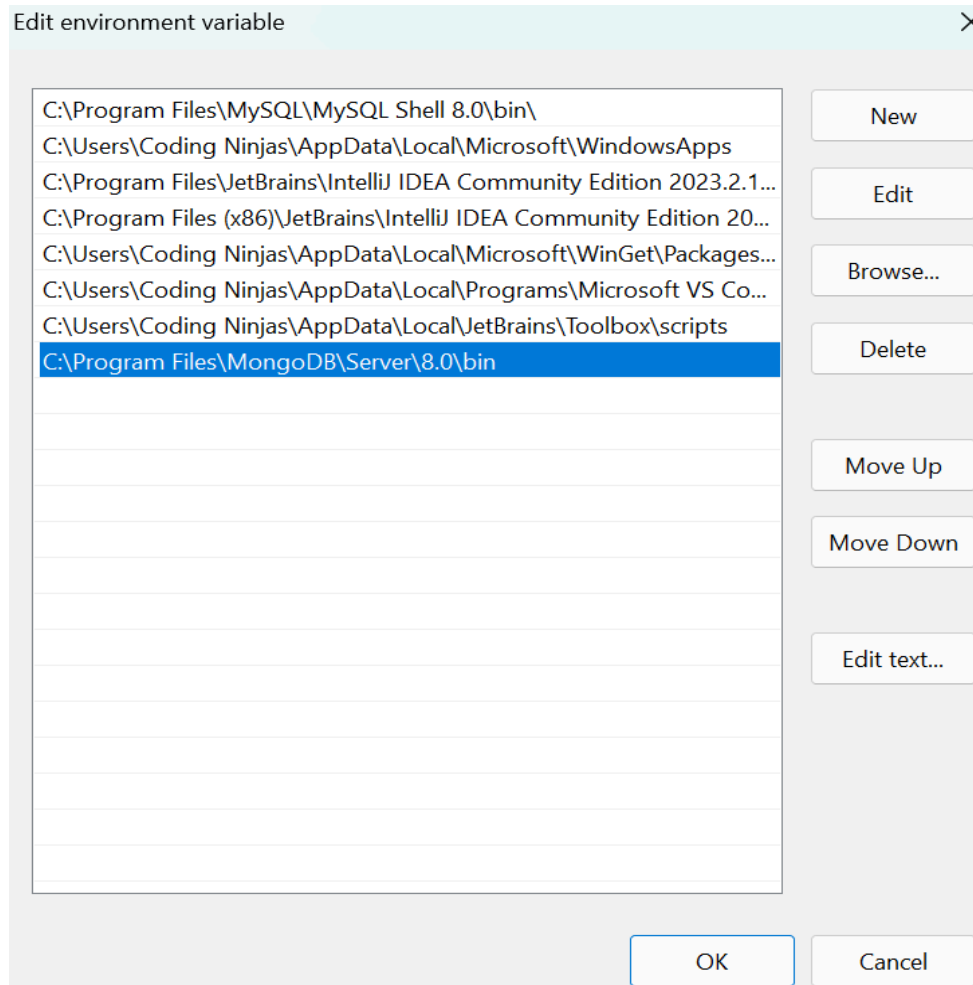 Edit environment variable
C:\Program Files\MySQL\MySQL Shell 8.0\bin\
C:\Users\Coding Ninjas\AppData\Local\Microsoft\WindowsApps
C:\Program Files\JetBrains\IntelliJ IDEA Community Edition 2023.2.1...
C:\Program Files (x86)\JetBrains\IntelliJ IDEA Community Edition 20...
C:\Users\Coding Ninjas\AppData\Local\Microsoft\WinGet\Packages...
C:\Users\Coding Ninjas\AppData\Local\Programs\Microsoft VS Co...
C:\Users\Coding Ninjas\AppData\Local\JetBrains\Toolbox\scripts
C:\Program Files\MongoDB\Server\8.0\bin
New
Edit
Browse...
Delete
Move Up
Move Down
Edit text...
OK
Cancel